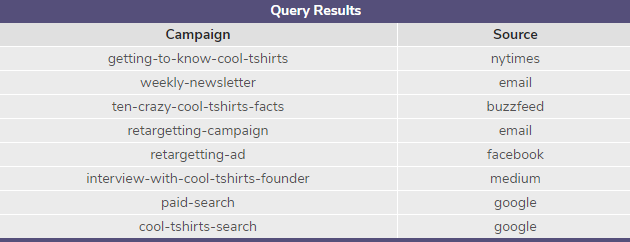 Query Results
Campaign Source
getting-to-know-cool-tshirts nytimes
weekly-newsletter email
ten-crazy-cool-tshirts-facts buzzfeed
retargetting-campaign email
retargetting-ad facebook
interview-with-cool-tshirts-founder medium
paid-search google
cool-tshirts-search google